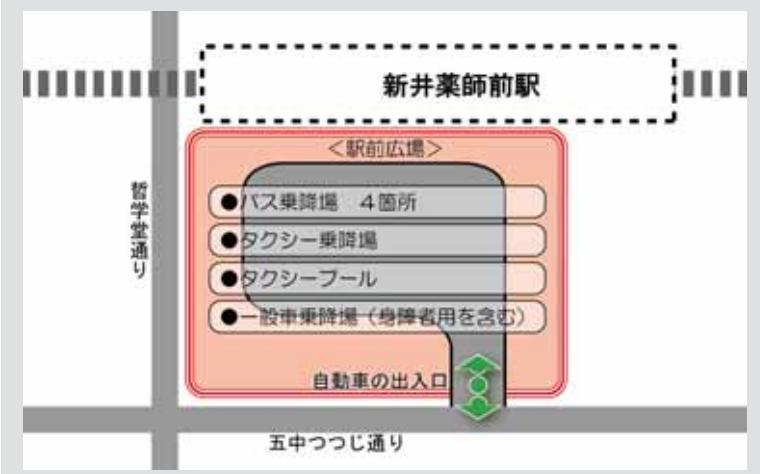 新井薬師前駅
＜駅前広場＞
●バス乗降場　4箇所
●タクシー乗降場
●タクシープール
●一般車乗降場（身障者用を含む）
自動車の出入口
哲学堂通り
五中つつじ通り